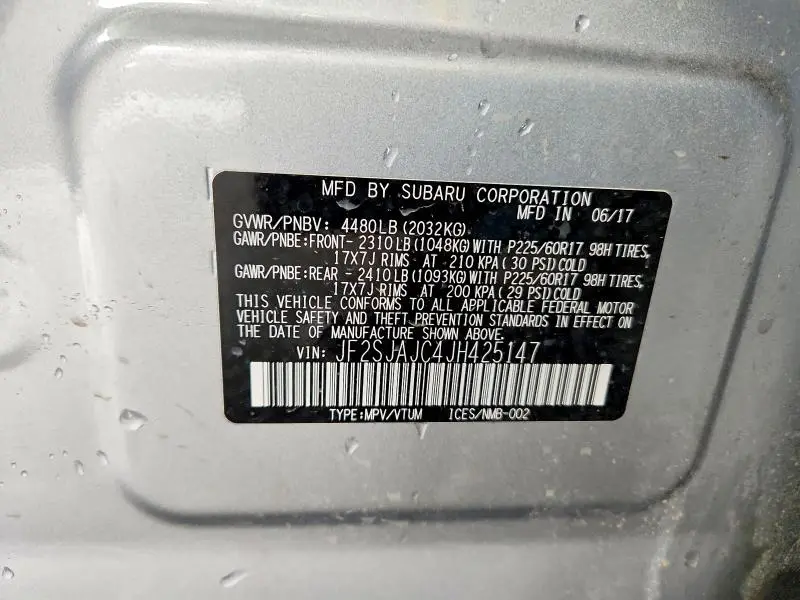 MFD BY SUBARU CORPORATION
MFD IN 06/17
GVWR/PNBV: 4480LB (2032KG)
GAWR/PNBE:FRONT- 2310LB (1048KG) WITH P225/60R17 98H TIRES,
17X7J RIMS AT 210 KPA (30 PSI) COLD
GAWR/PNBE:REAR - 2410LB (1093KG) WITH P225/60R17 98H TIRES,
17X7J RIMS AT 200 KPA (29 PSI) COLD
THIS VEHICLE CONFORMS TO ALL APPLICABLE FEDERAL MOTOR
VEHICLE SAFETY AND THEFT PREVENTION STANDARDS IN EFFECT ON
THE DATE OF MANUFACTURE SHOWN ABOVE.
VIN: JF2SJAJC4JH425147
TYPE:MPV/VTUM ICES/NMB-002